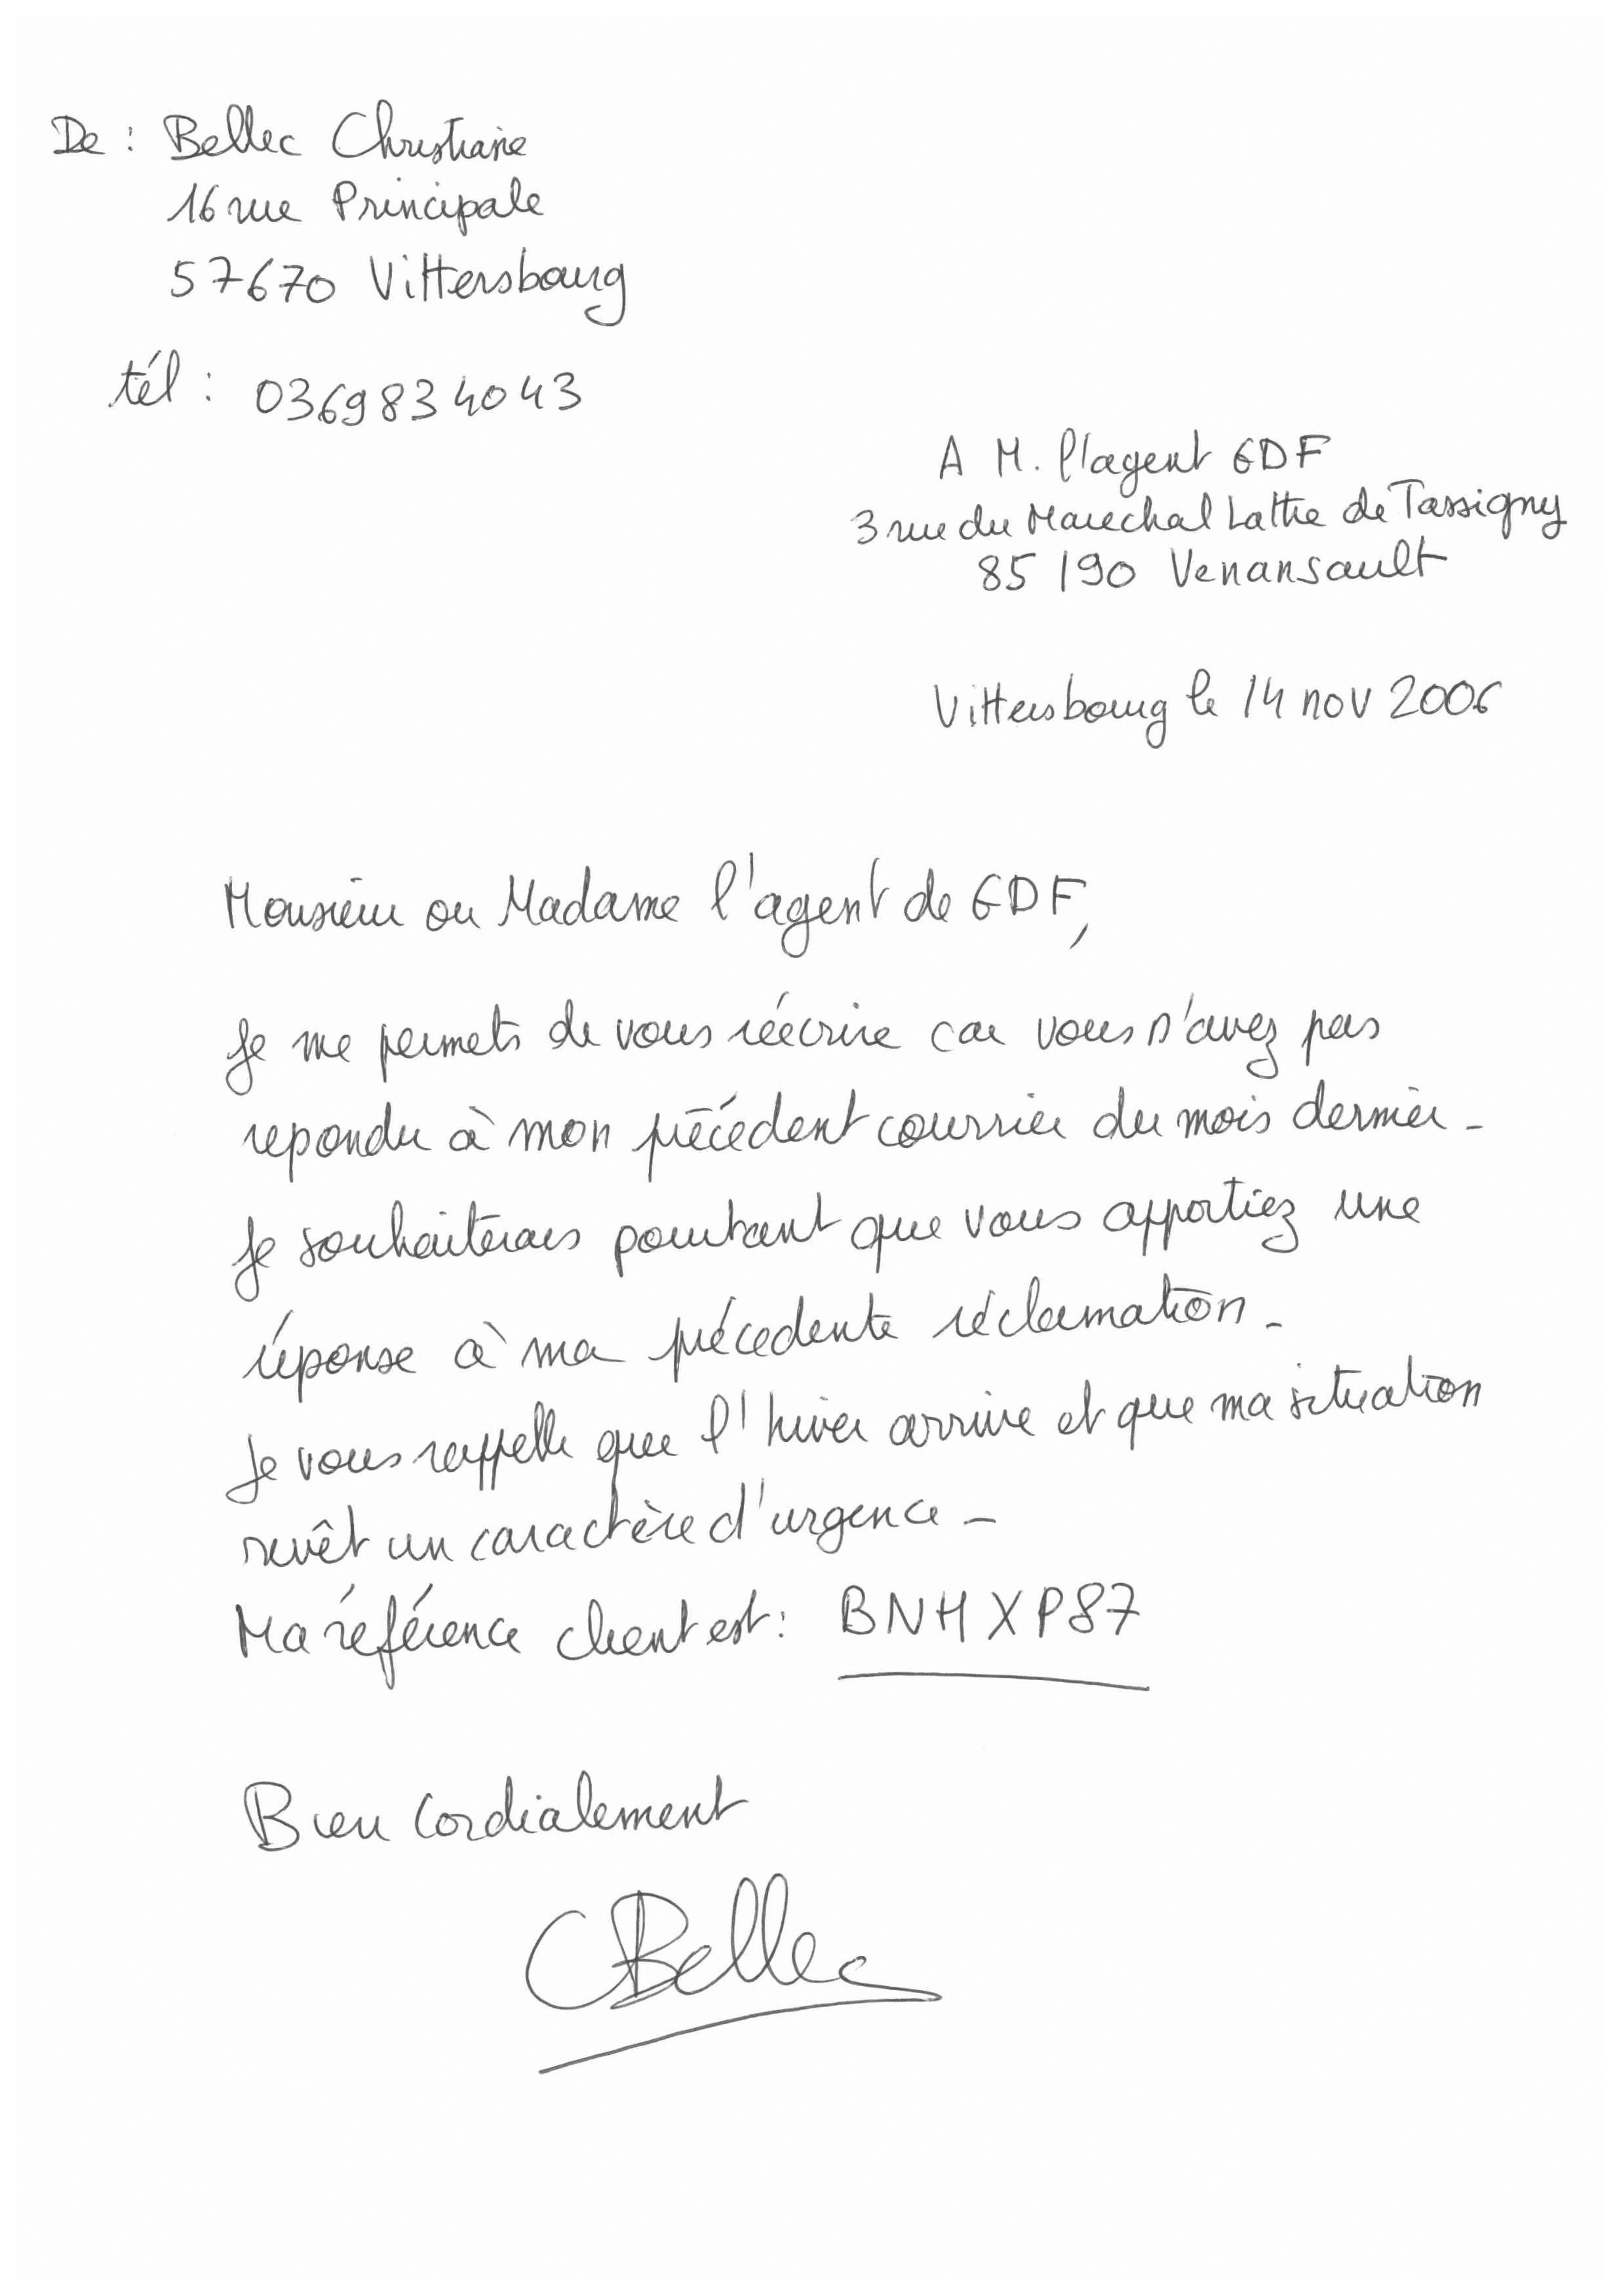 De : Bellec Christiane
16 rue Principale
57670 Vittersbourg
tél : 0369834043
A M. l'agent GDF
3 rue du Marechal Lattre de Tassigny
85190 Venansault
Vittersbourg le 14 nov 2006
Monsieur ou Madame l'agent de GDF,
Je me permets de vous réécrire car vous n'avez pas
repondu à mon précédent courrier du mois dernier -
Je souhaiterais pourtant que vous apportiez une
réponse à ma précedente réclamation -
Je vous rappelle que l'hiver arrive et que ma situation
revêt un caractère d'urgence -
Ma référence client est : BNHXP87
Bien Cordialement
CBellec